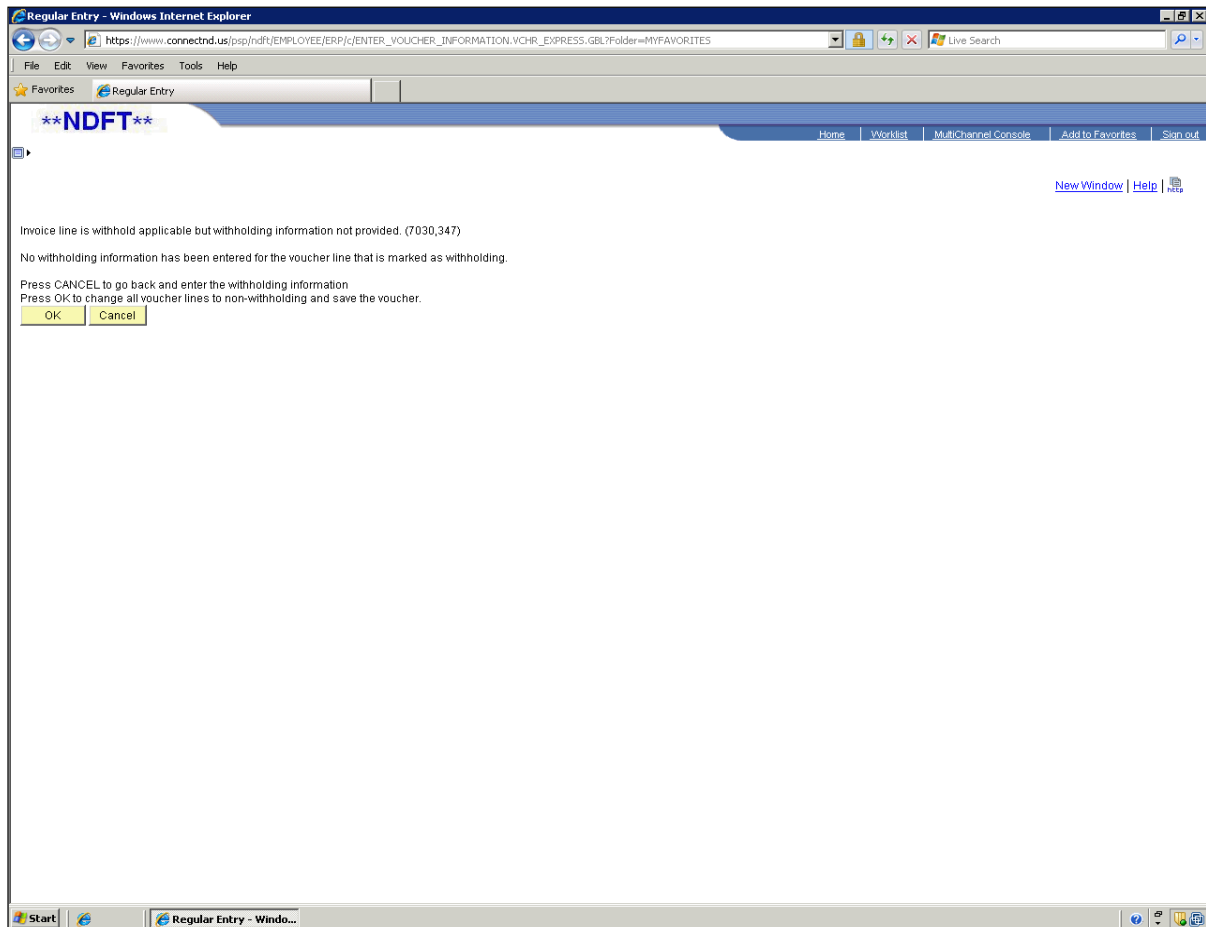 Regular Entry - Windows Internet Explorer
https://www.connectnd.us/psp/ndft/EMPLOYEE/ERP/c/ENTER_VOUCHER_INFORMATION.VCHR_EXPRESS.GBL?Folder=MYFAVORITES
Live Search
File Edit View Favorites Tools Help
Favorites Regular Entry
**NDFT**
Home Worklist MultiChannel Console Add to Favorites Sign out
New Window | Help | http
Invoice line is withhold applicable but withholding information not provided. (7030,347)
No withholding information has been entered for the voucher line that is marked as withholding.
Press CANCEL to go back and enter the withholding information
Press OK to change all voucher lines to non-withholding and save the voucher.
OK Cancel
Start Regular Entry - Windo...